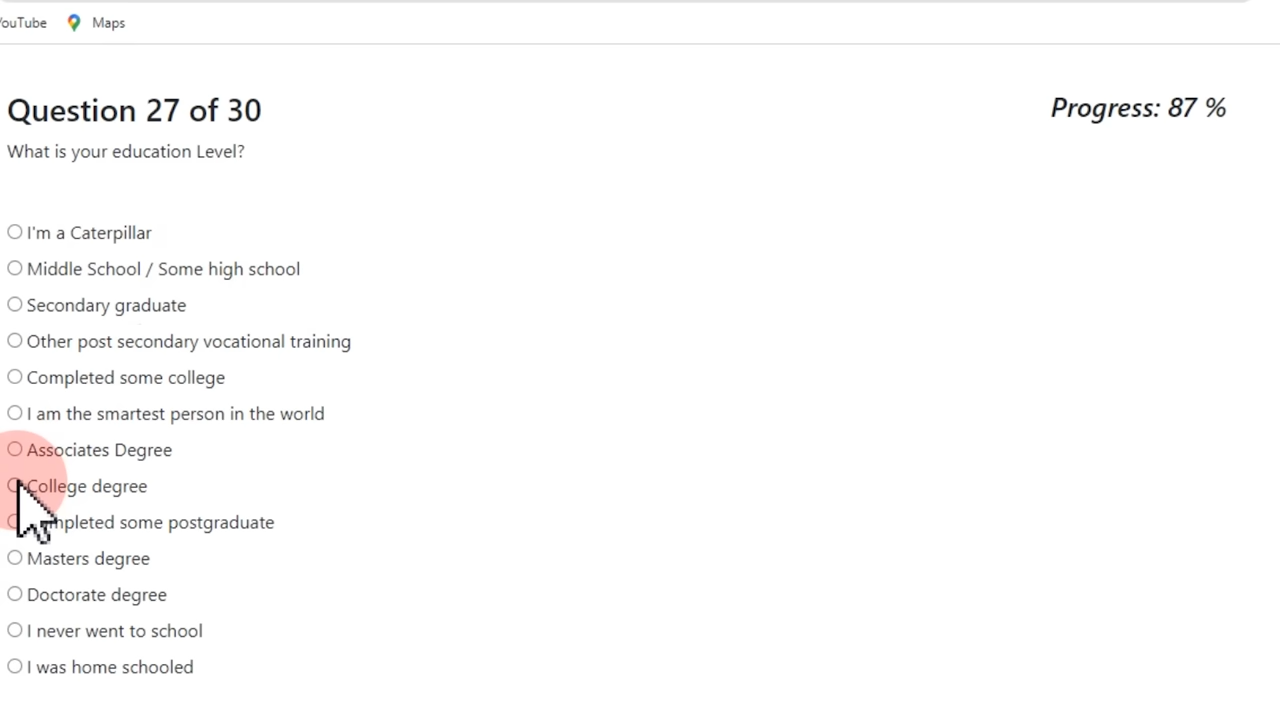 Maps
Question 27 of 30
Progress: 87 %
What is your education Level?
I'm a Caterpillar
Middle School / Some high school
Secondary graduate
Other post secondary vocational training
Completed some college
I am the smartest person in the world
Associates Degree
College degree
some postgraduate
Masters degree
Doctorate degree
I never went to school
I was home schooled